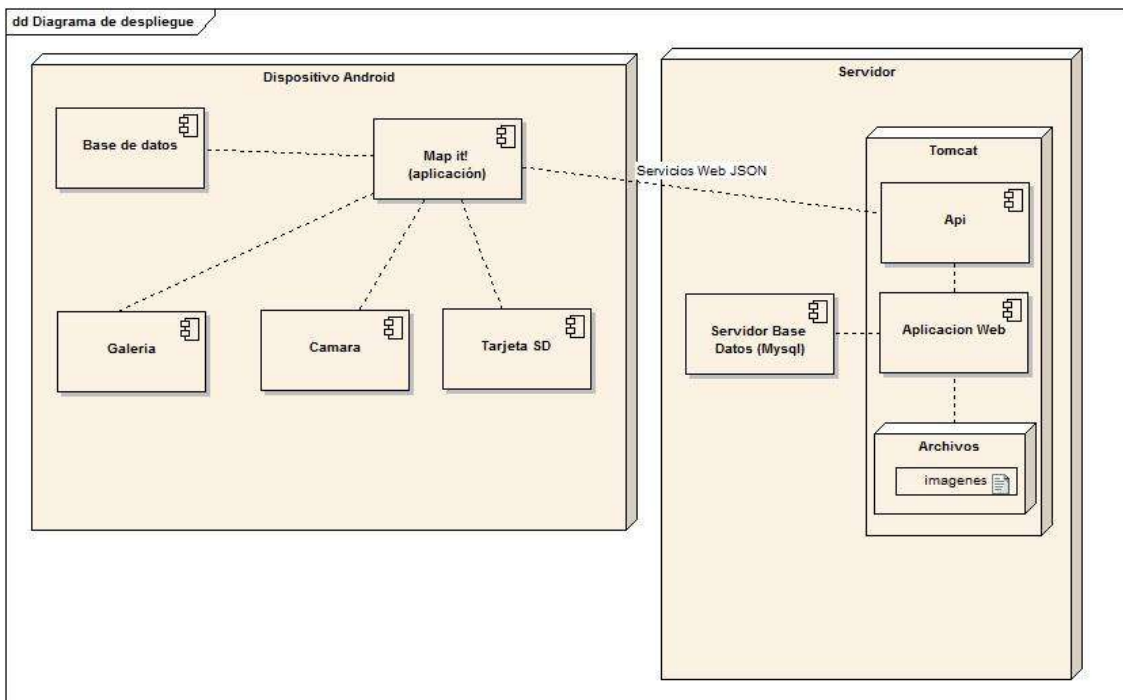 dd Diagrama de despliegue
Dispositivo Android
Base de datos
Map it!
(aplicación)
Galeria
Camara
Tarjeta SD
Servicios Web JSON
Servidor
Tomcat
Api
Servidor Base
Datos (Mysql)
Aplicacion Web
Archivos
imagenes